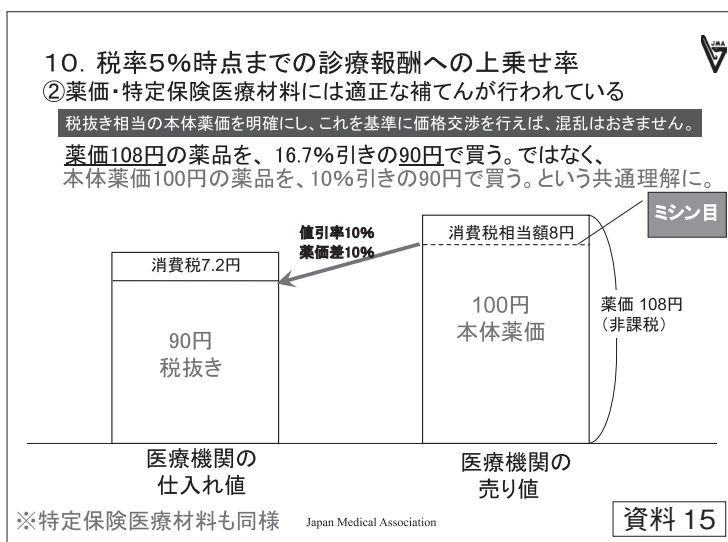 JMA
10. 税率5%時点までの診療報酬への上乗せ率
②薬価・特定保険医療材料には適正な補てんが行われている
税抜き相当の本体薬価を明確にし、これを基準に価格交渉を行えば、混乱はおきません。
薬価108円の薬品を、16.7%引きの90円で買う。ではなく、
本体薬価100円の薬品を、10%引きの90円で買う。という共通理解に。
ミシン目
値引率10%
薬価差10%
消費税相当額8円
消費税7.2円
100円
本体薬価
薬価 108円
(非課税)
90円
税抜き
医療機関の
仕入れ値
医療機関の
売り値
※特定保険医療材料も同様
Japan Medical Association
資料 15